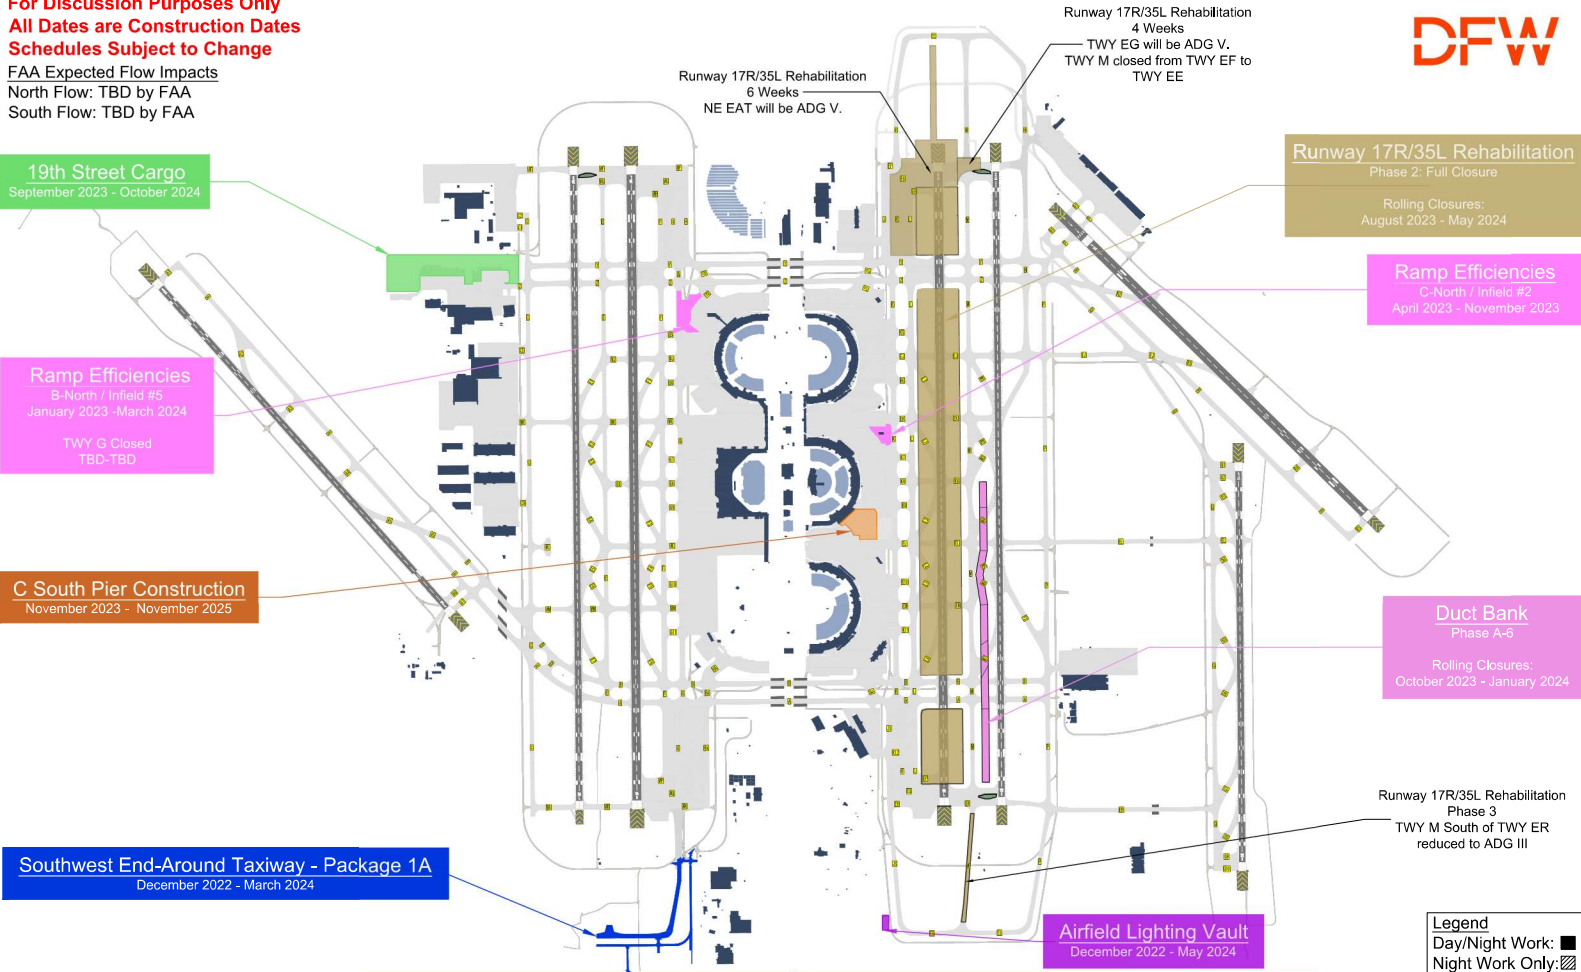 For Discussion Purposes Only
All Dates are Construction Dates
Schedules Subject to Change
FAA Expected Flow Impacts
North Flow: TBD by FAA
South Flow: TBD by FAA
Runway 17R/35L Rehabilitation
6 Weeks
NE EAT will be ADG V.
Runway 17R/35L Rehabilitation
4 Weeks
TWY EG will be ADG V.
TWY M closed from TWY EF to
TWY EE
DFW
19th Street Cargo
September 2023 - October 2024
Runway 17R/35L Rehabilitation
Phase 2: Full Closure
Rolling Closures:
August 2023 - May 2024
Ramp Efficiencies
C-North / Infield #2
April 2023 - November 2023
Ramp Efficiencies
B-North / Infield #5
January 2023 -March 2024
TWY G Closed
TBD-TBD
C South Pier Construction
November 2023 - November 2025
Duct Bank
Phase A-6
Rolling Closures:
October 2023 - January 2024
Runway 17R/35L Rehabilitation
Phase 3
TWY M South of TWY ER
reduced to ADG III
Southwest End-Around Taxiway - Package 1A
December 2022 - March 2024
Airfield Lighting Vault
December 2022 - May 2024
Legend
Day/Night Work:
Night Work Only: